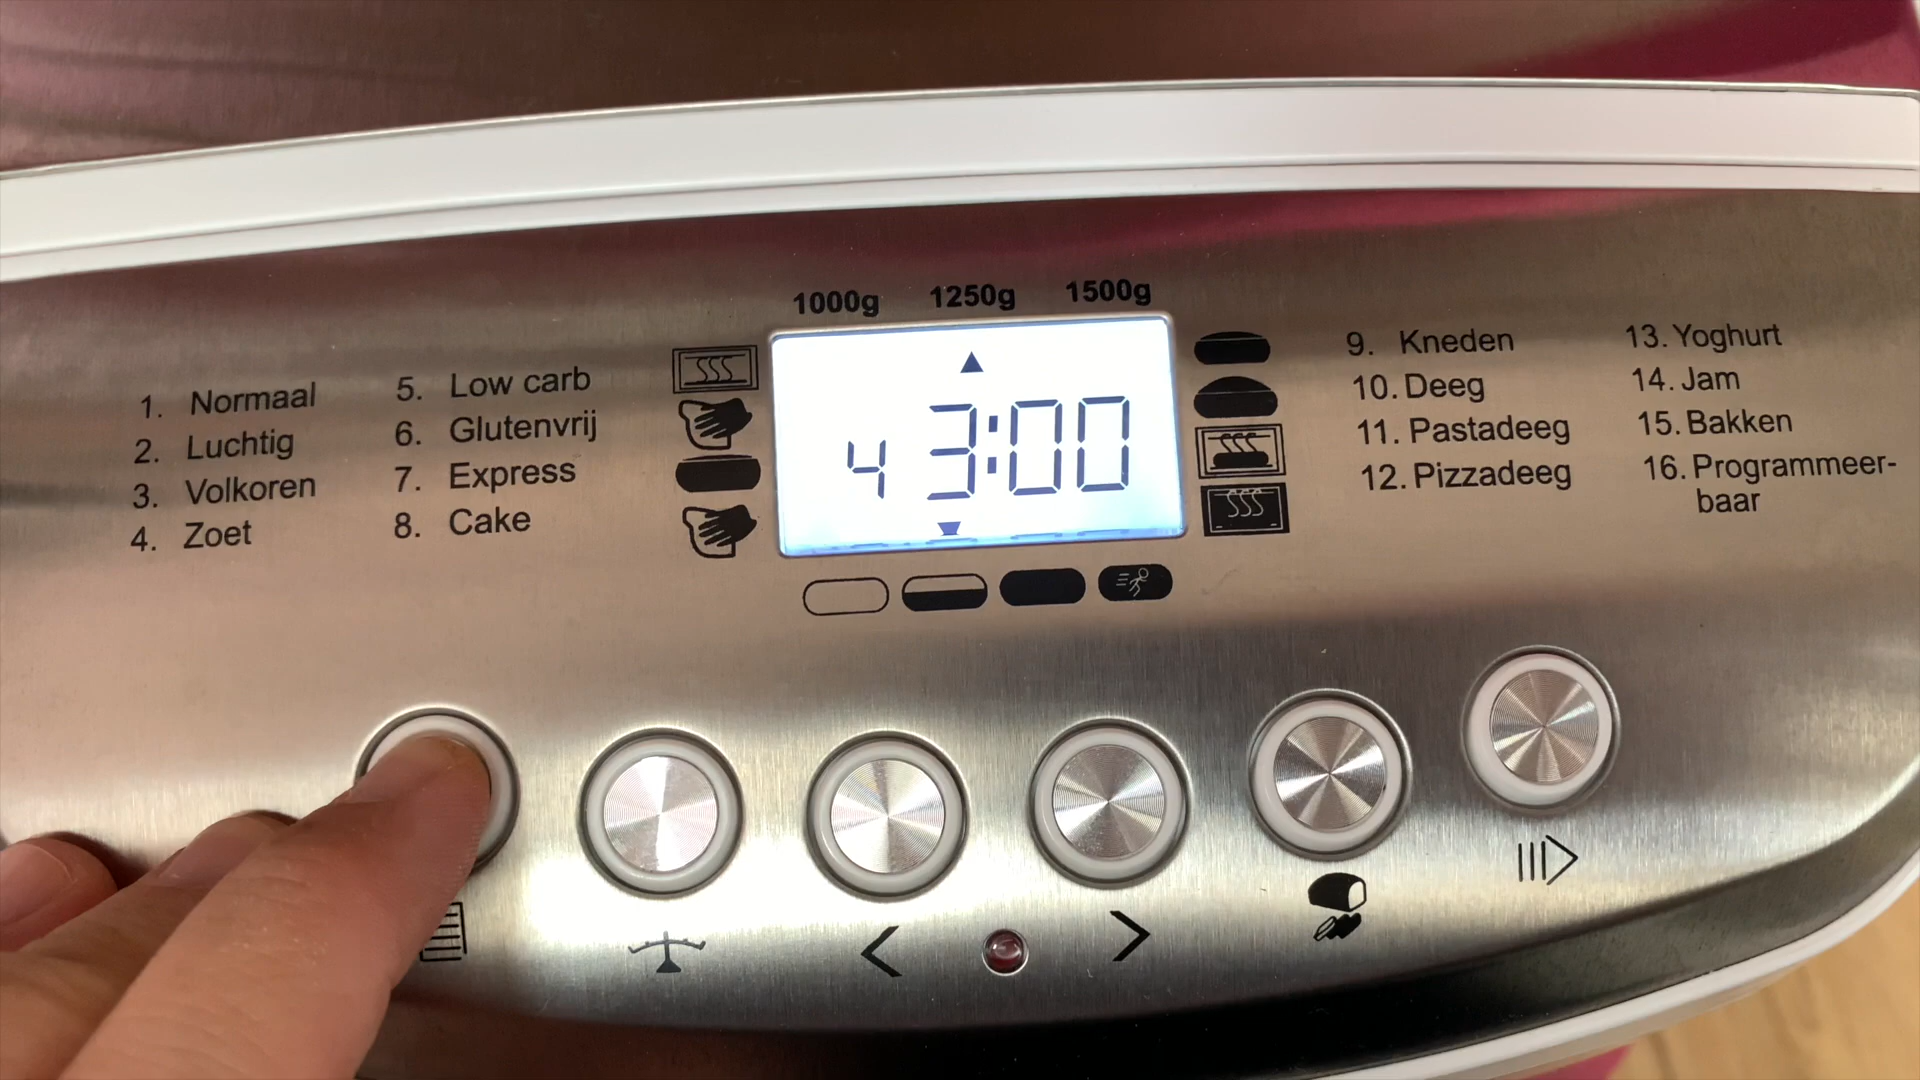 1000g 1250g 1500g
1. Normaal
2. Luchtig
3. Volkoren
4. Zoet
5. Low carb
6. Glutenvrij
7. Express
8. Cake
4 3:00
9. Kneden
10. Deeg
11. Pastadeeg
12. Pizzadeeg
13. Yoghurt
14. Jam
15. Bakken
16. Programmeer-
baar